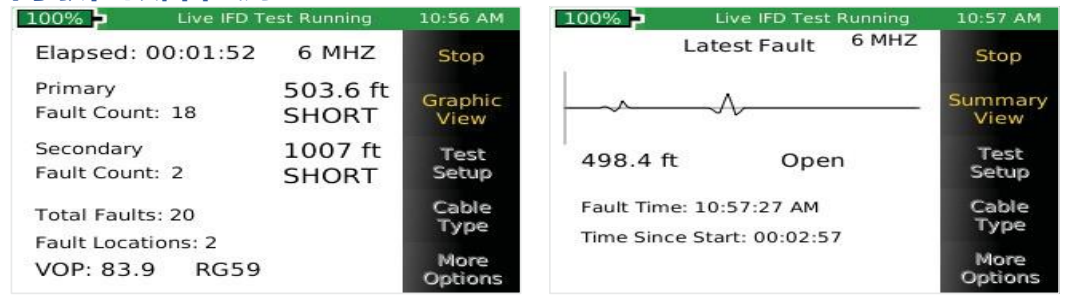 100% Live IFD Test Running 10:56 AM
Elapsed: 00:01:52 6 MHZ
Primary 503.6 ft
Fault Count: 18 SHORT
Secondary 1007 ft
Fault Count: 2 SHORT
Total Faults: 20
Fault Locations: 2
VOP: 83.9 RG59
Stop
Graphic
View
Test
Setup
Cable
Type
More
Options
100% Live IFD Test Running 10:57 AM
Latest Fault 6 MHZ
498.4 ft Open
Fault Time: 10:57:27 AM
Time Since Start: 00:02:57
Stop
Summary
View
Test
Setup
Cable
Type
More
Options